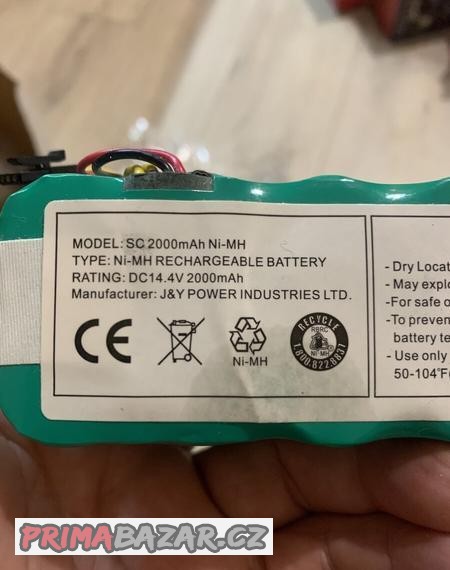 MODEL: SC 2000mAh Ni-MH
TYPE: Ni-MH RECHARGEABLE BATTERY
RATING: DC14.4V 2000mAh
Manufacturer: J&Y POWER INDUSTRIES LTD.
CE
Ni-MH
RECYCLE
RBRC
NI-MH
1.800.822.8837
- Dry Locat
- May explo
-For safe o
-To preven
battery te
- Use only
50-104°F(
PRIMABAZAR.CZ